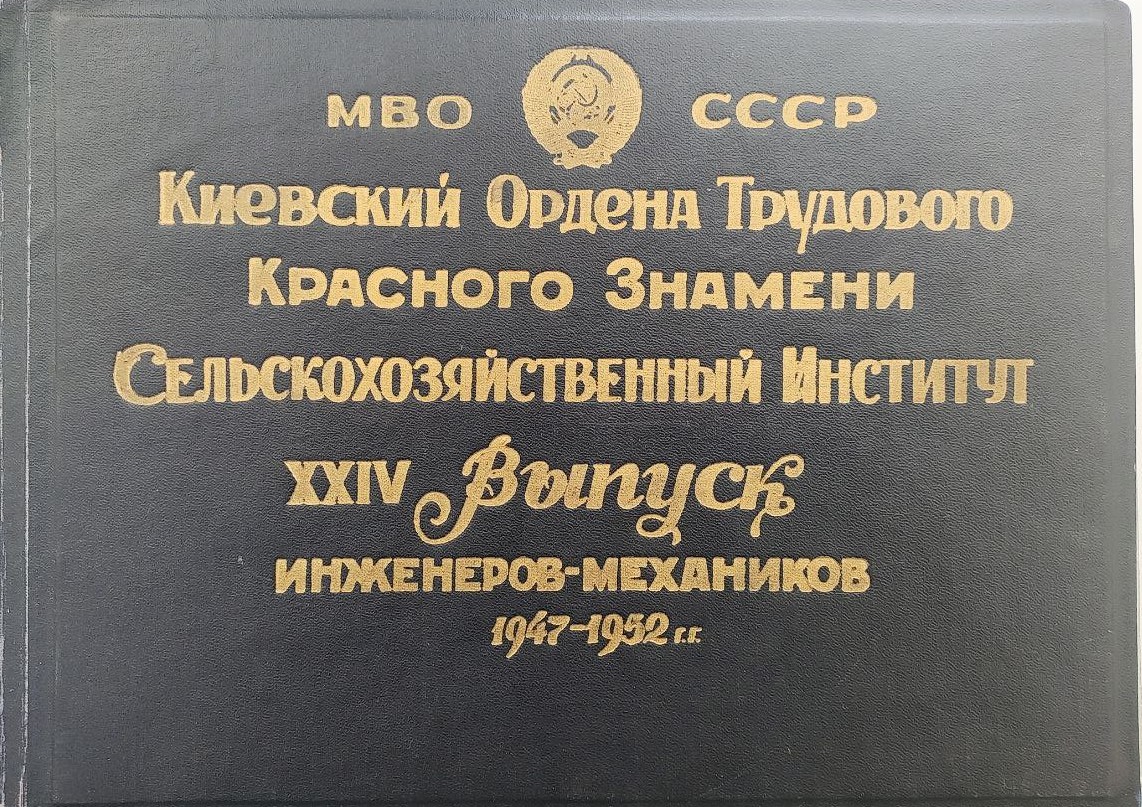 МВО СССР
Киевский Ордена Трудового
Красного Знамени
Сельскохозяйственный Институт
XXIV Выпуск
ИНЖЕНЕРОВ-МЕХАНИКОВ
1947-1952 г.г.